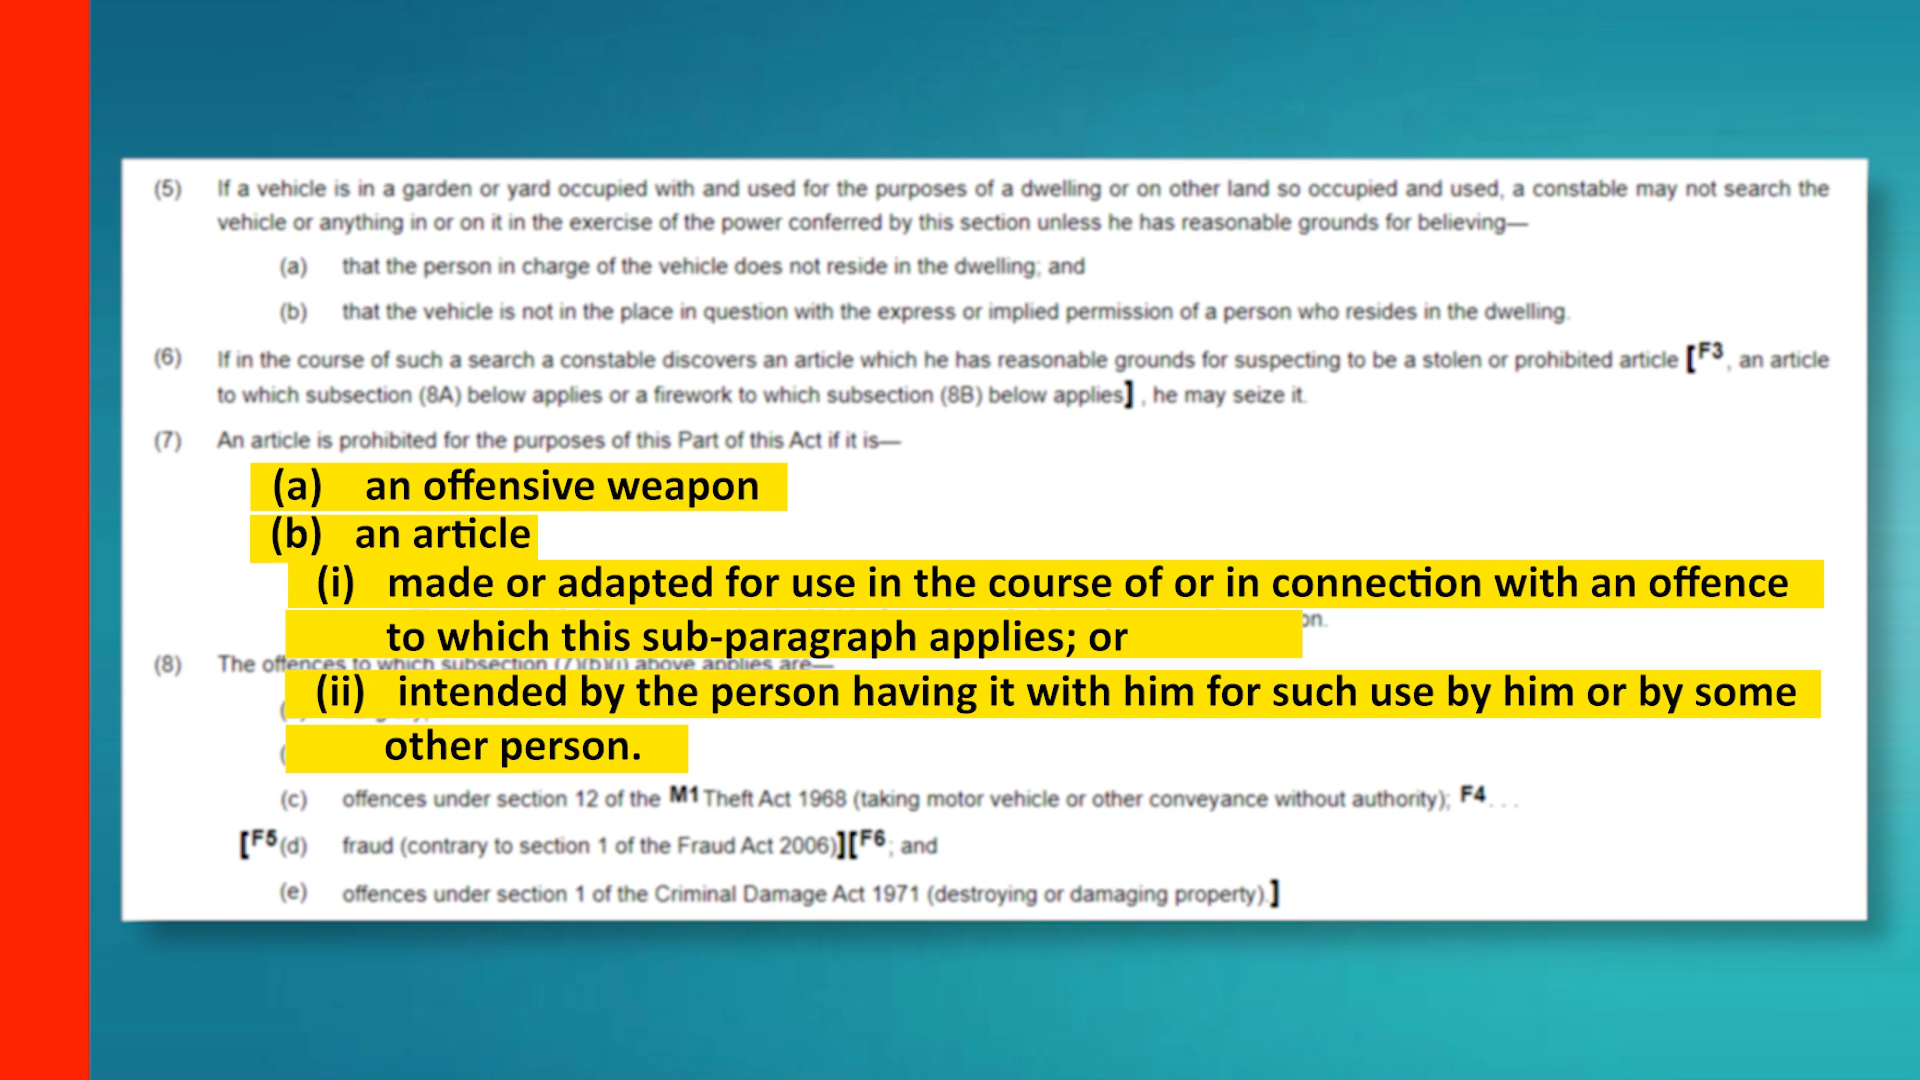 (5) If a vehicle is in a garden or yard occupied with and used for the purposes of a dwelling or on other land so occupied and used, a constable may not search the
vehicle or anything in or on it in the exercise of the power conferred by this section unless he has reasonable grounds for believing—
(a) that the person in charge of the vehicle does not reside in the dwelling; and
(b) that the vehicle is not in the place in question with the express or implied permission of a person who resides in the dwelling.
(6) If in the course of such a search a constable discovers an article which he has reasonable grounds for suspecting to be a stolen or prohibited article [F3, an article
to which subsection (8A) below applies or a firework to which subsection (8B) below applies] , he may seize it.
(7) An article is prohibited for the purposes of this Part of this Act if it is—
(a) an offensive weapon
(b) an article
(i) made or adapted for use in the course of or in connection with an offence
on.
to which this sub-paragraph applies; or
(8) The offences to which subsection (7)(b)(i) above applies are—
(ii) intended by the person having it with him for such use by him or by some
other person.
(c) offences under section 12 of the M1 Theft Act 1968 (taking motor vehicle or other conveyance without authority); F4 . . .
[F5 (d) fraud (contrary to section 1 of the Fraud Act 2006)][F6 ; and
(e) offences under section 1 of the Criminal Damage Act 1971 (destroying or damaging property).]